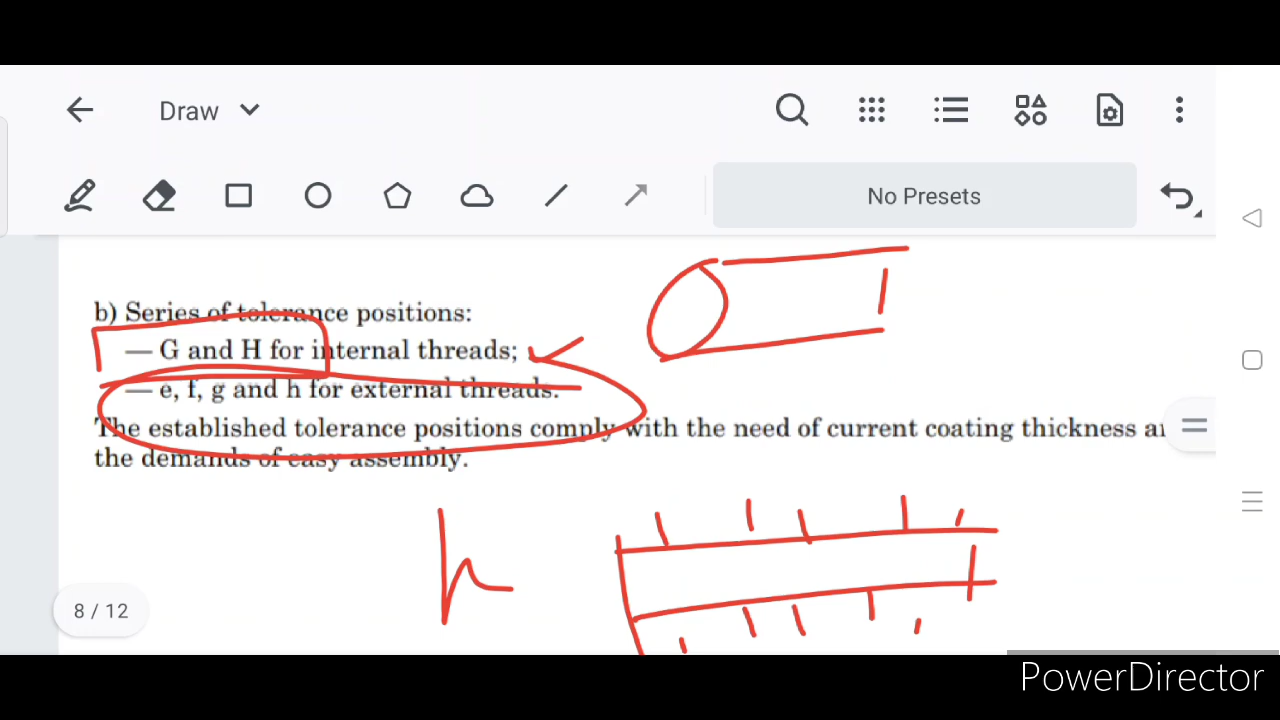 Draw
No Presets
b) Series of tolerance positions:
— G and H for internal threads;
— e, f, g and h for external threads.
The established tolerance positions comply with the need of current coating thickness
the demands of easy assembly.
h
8 / 12
PowerDirector